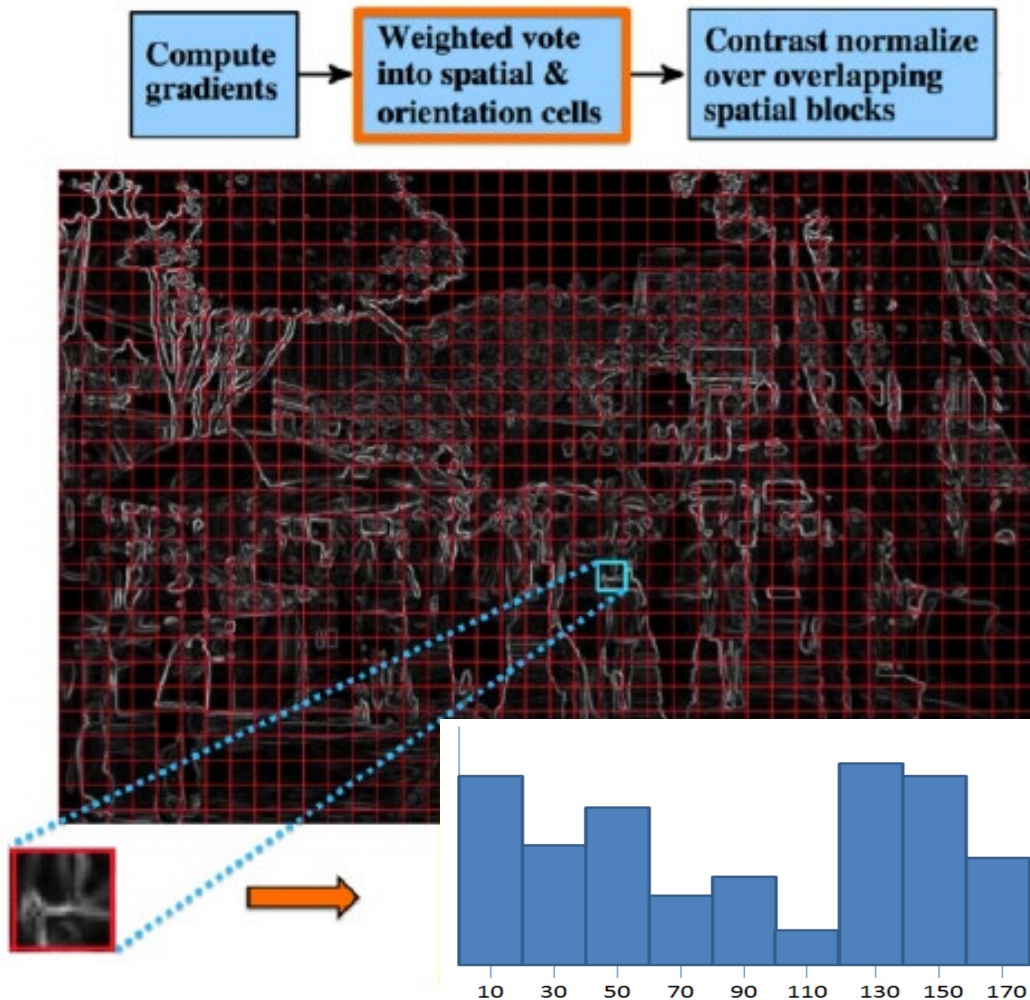 Compute
gradients
Weighted vote
into spatial &
orientation cells
Contrast normalize
over overlapping
spatial blocks
10 30 50 70 90 110 130 150 170